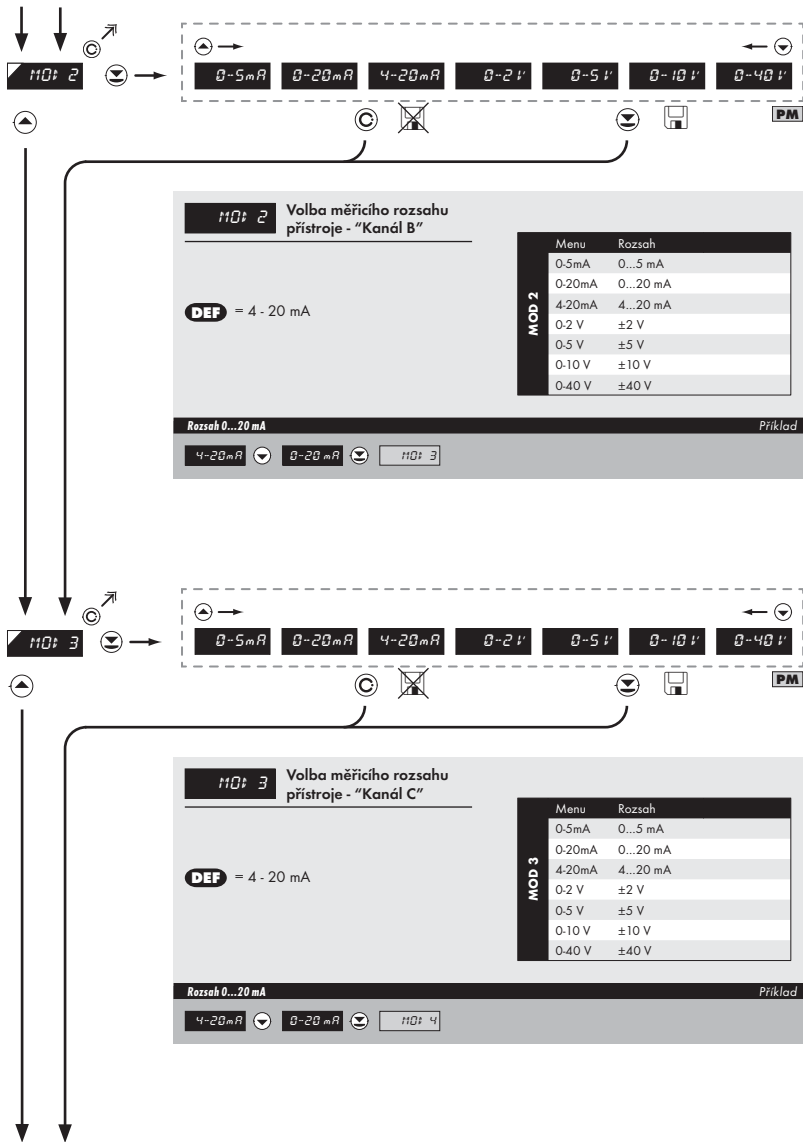 MOD 2
0-5mA 0-20mA 4-20mA 0-2 V 0-5 V 0-10 V 0-40 V
PM
MOD 2
Volba měřicího rozsahu
přístroje - “Kanál B”
DEF = 4 - 20 mA
MOD 2
Menu Rozsah
0-5mA 0...5 mA
0-20mA 0...20 mA
4-20mA 4...20 mA
0-2 V ±2 V
0-5 V ±5 V
0-10 V ±10 V
0-40 V ±40 V
Rozsah 0...20 mA Příklad
4-20mA 0-20 mA MOD 3
MOD 3
0-5mA 0-20mA 4-20mA 0-2 V 0-5 V 0-10 V 0-40 V
PM
MOD 3
Volba měřicího rozsahu
přístroje - “Kanál C”
DEF = 4 - 20 mA
MOD 3
Menu Rozsah
0-5mA 0...5 mA
0-20mA 0...20 mA
4-20mA 4...20 mA
0-2 V ±2 V
0-5 V ±5 V
0-10 V ±10 V
0-40 V ±40 V
Rozsah 0...20 mA Příklad
4-20mA 0-20 mA MOD 4